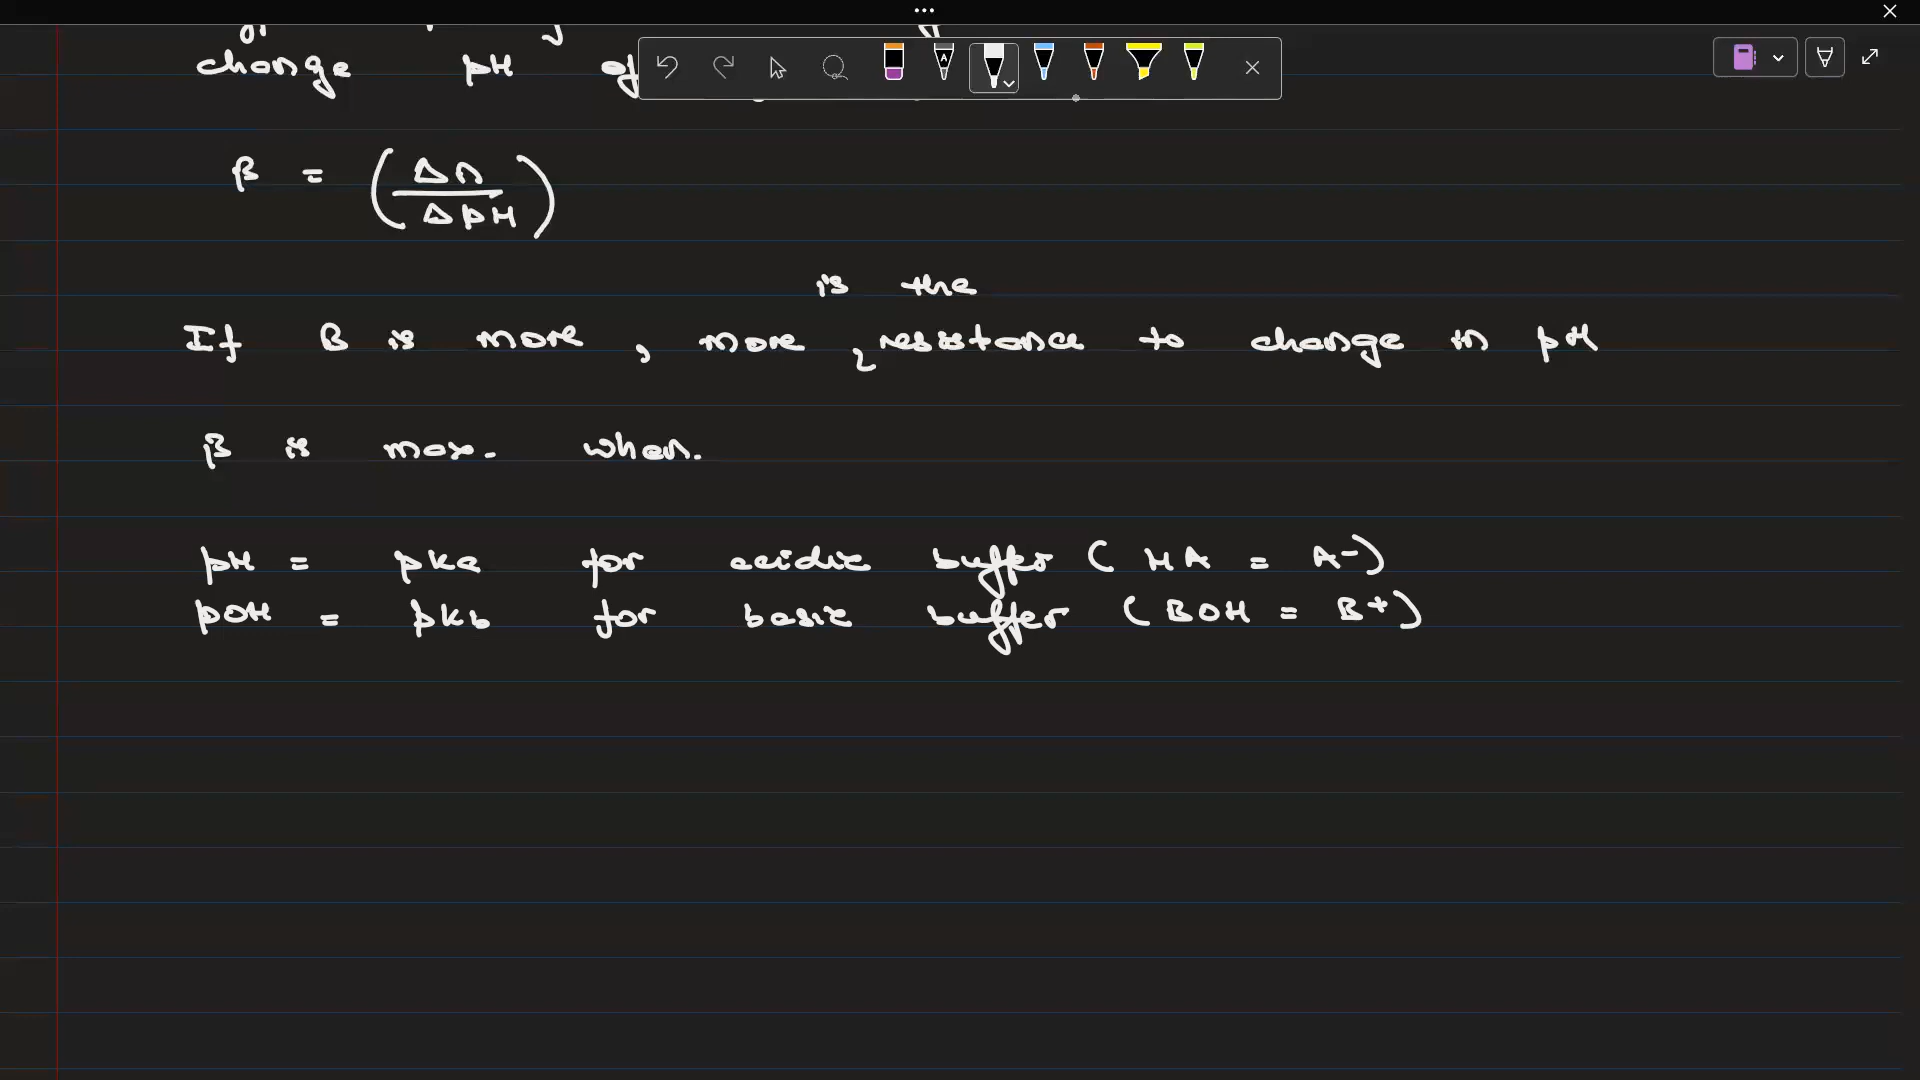 change pH of
β = (Δn / ΔpH)
is the
If B is more, more resistance to change in pH
β is max. when.
pH = pka for acidic buffer ( HA = A-)
pOH = pkb for basic buffer (BOH = B+)